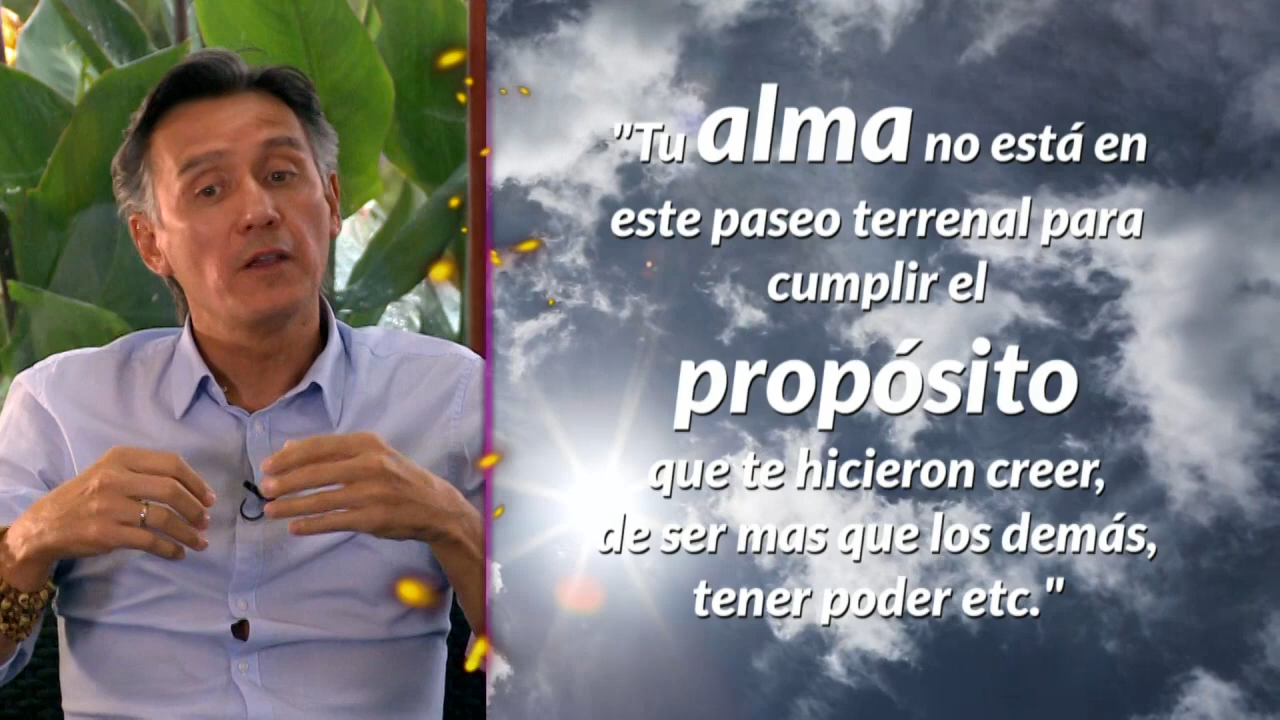 "Tu alma no está en
este paseo terrenal para
cumplir el
propósito
que te hicieron creer,
de ser mas que los demás,
tener poder etc."